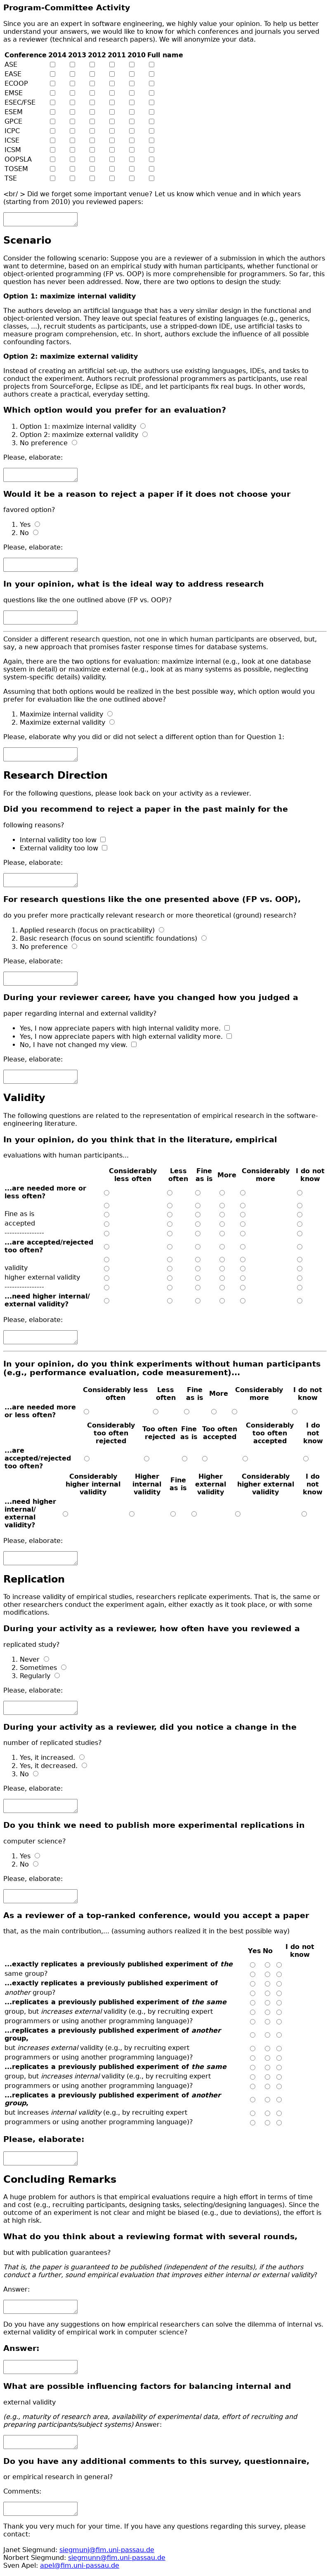 Program-Committee Activity
Since you are an expert in software engineering, we highly value your opinion. To help us better
understand your answers, we would like to know for which conferences and journals you served
as a reviewer (technical and research papers). We will anonymize your data.
Conference 2014 2013 2012 2011 2010 Full name
ASE
EASE
ECOOP
EMSE
ESEC/FSE
ESEM
GPCE
ICPC
ICSE
ICSM
OOPSLA
TOSEM
TSE
<br/ > Did we forget some important venue? Let us know which venue and in which years
(starting from 2010) you reviewed papers:
Scenario
Consider the following scenario: Suppose you are a reviewer of a submission in which the authors
want to determine, based on an empirical study with human participants, whether functional or
object-oriented programming (FP vs. OOP) is more comprehensible for programmers. So far, this
question has never been addressed. Now, there are two options to design the study:
Option 1: maximize internal validity
The authors develop an artificial language that has a very similar design in the functional and
object-oriented version. They leave out special features of existing languages (e.g., generics,
classes, ...), recruit students as participants, use a stripped-down IDE, use artificial tasks to
measure program comprehension, etc. In short, authors exclude the influence of all possible
confounding factors.
Option 2: maximize external validity
Instead of creating an artificial set-up, the authors use existing languages, IDEs, and tasks to
conduct the experiment. Authors recruit professional programmers as participants, use real
projects from SourceForge, Eclipse as IDE, and let participants fix real bugs. In other words,
authors create a practical, everyday setting.
Which option would you prefer for an evaluation?
1. Option 1: maximize internal validity
2. Option 2: maximize external validity
3. No preference
Please, elaborate:
Would it be a reason to reject a paper if it does not choose your
favored option?
1. Yes
2. No
Please, elaborate:
In your opinion, what is the ideal way to address research
questions like the one outlined above (FP vs. OOP)?
Consider a different research question, not one in which human participants are observed, but,
say, a new approach that promises faster response times for database systems.
Again, there are the two options for evaluation: maximize internal (e.g., look at one database
system in detail) or maximize external (e.g., look at as many systems as possible, neglecting
system-specific details) validity.
Assuming that both options would be realized in the best possible way, which option would you
prefer for evaluation like the one outlined above?
1. Maximize internal validity
2. Maximize external validity
Please, elaborate why you did or did not select a different option than for Question 1:
Research Direction
For the following questions, please look back on your activity as a reviewer.
Did you recommend to reject a paper in the past mainly for the
following reasons?
Internal validity too low
External validity too low
Please, elaborate:
For research questions like the one presented above (FP vs. OOP),
do you prefer more practically relevant research or more theoretical (ground) research?
1. Applied research (focus on practicability)
2. Basic research (focus on sound scientific foundations)
3. No preference
Please, elaborate:
During your reviewer career, have you changed how you judged a
paper regarding internal and external validity?
Yes, I now appreciate papers with high internal validity more.
Yes, I now appreciate papers with high external validity more.
No, I have not changed my view.
Please, elaborate:
Validity
The following questions are related to the representation of empirical research in the software-
engineering literature.
In your opinion, do you think that in the literature, empirical
evaluations with human participants...
Considerably less often Less often Fine as is More Considerably more I do not know
...are needed more or less often?
Fine as is
accepted
----------------
...are accepted/rejected too often?
validity
higher external validity
----------------
...need higher internal/ external validity?
Please, elaborate:
In your opinion, do you think experiments without human participants
(e.g., performance evaluation, code measurement)...
Considerably less often Less often Fine as is More Considerably more I do not know
...are needed more or less often?
Considerably too often rejected Too often rejected Fine as is Too often accepted Considerably too often accepted I do not know
...are accepted/rejected too often?
Considerably higher internal validity Higher internal validity Fine as is Higher external validity Considerably higher external validity I do not know
...need higher internal/ external validity?
Please, elaborate:
Replication
To increase validity of empirical studies, researchers replicate experiments. That is, the same or
other researchers conduct the experiment again, either exactly as it took place, or with some
modifications.
During your activity as a reviewer, how often have you reviewed a
replicated study?
1. Never
2. Sometimes
3. Regularly
Please, elaborate:
During your activity as a reviewer, did you notice a change in the
number of replicated studies?
1. Yes, it increased.
2. Yes, it decreased.
3. No
Please, elaborate:
Do you think we need to publish more experimental replications in
computer science?
1. Yes
2. No
Please, elaborate:
As a reviewer of a top-ranked conference, would you accept a paper
that, as the main contribution,... (assuming authors realized it in the best possible way)
Yes No I do not know
...exactly replicates a previously published experiment of the
same group?
...exactly replicates a previously published experiment of
another group?
...replicates a previously published experiment of the same
group, but increases external validity (e.g., by recruiting expert
programmers or using another programming language)?
...replicates a previously published experiment of another
group,
but increases external validity (e.g., by recruiting expert
programmers or using another programming language)?
...replicates a previously published experiment of the same
group, but increases internal validity (e.g., by recruiting expert
programmers or using another programming language)?
...replicates a previously published experiment of another
group,
but increases internal validity (e.g., by recruiting expert
programmers or using another programming language)?
Please, elaborate:
Concluding Remarks
A huge problem for authors is that empirical evaluations require a high effort in terms of time
and cost (e.g., recruiting participants, designing tasks, selecting/designing languages). Since the
outcome of an experiment is not clear and might be biased (e.g., due to deviations), the effort is
at high risk.
What do you think about a reviewing format with several rounds,
but with publication guarantees?
That is, the paper is guaranteed to be published (independent of the results), if the authors
conduct a further, sound empirical evaluation that improves either internal or external validity?
Answer:
Do you have any suggestions on how empirical researchers can solve the dilemma of internal vs.
external validity of empirical work in computer science?
Answer:
What are possible influencing factors for balancing internal and
external validity
(e.g., maturity of research area, availability of experimental data, effort of recruiting and
preparing participants/subject systems) Answer:
Do you have any additional comments to this survey, questionnaire,
or empirical research in general?
Comments:
Thank you very much for your time. If you have any questions regarding this survey, please
contact:
Janet Siegmund: siegmunj@fim.uni-passau.de
Norbert Siegmund: siegmunn@fim.uni-passau.de
Sven Apel: apel@fim.uni-passau.de